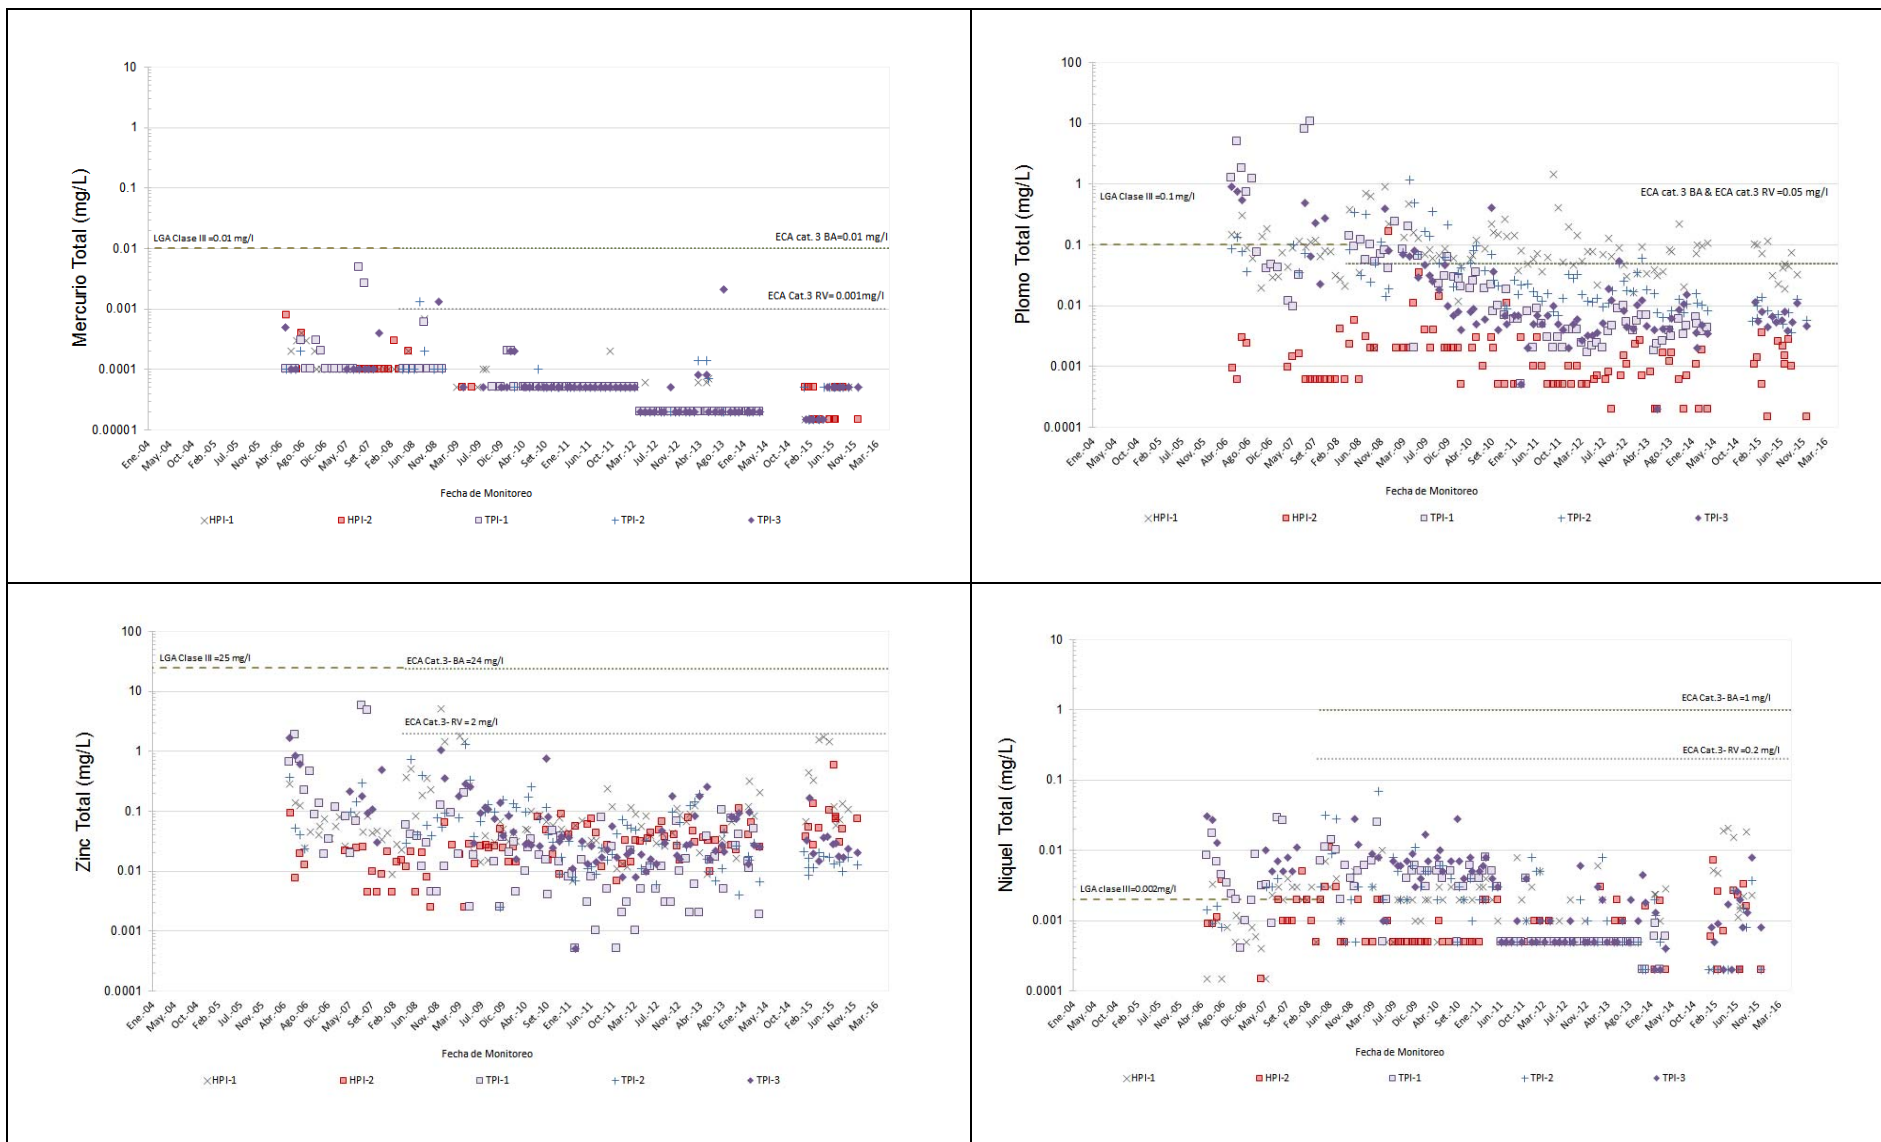 10
1
0.1
0.01
0.001
0.0001
0.00001
Mercurio Total (mg/L)
LGA Clase III =0.01 mg/l
ECA cat. 3 BA=0.01 mg/l
ECA Cat.3 RV= 0.001mg/l
Ene.-04
May.-04
Oct.-04
Feb.-05
Jul.-05
Nov.-05
Abr.-06
Ago.-06
Dic.-06
May.-07
Set.-07
Feb.-08
Jun.-08
Nov.-08
Mar.-09
Jul.-09
Dic.-09
Abr.-10
Set.-10
Ene.-11
Jun.-11
Oct.-11
Mar.-12
Jul.-12
Nov.-12
Abr.-13
Ago.-13
Ene.-14
May.-14
Oct.-14
Feb.-15
Jun.-15
Nov.-15
Mar.-16
Fecha de Monitoreo
HPI-1 HPI-2 TPI-1 TPI-2 TPI-3
100
10
1
0.1
0.01
0.001
0.0001
Plomo Total (mg/L)
LGA Clase III =0.1 mg/l
ECA cat. 3 BA & ECA cat.3 RV =0.05 mg/l
Ene.-04
May.-04
Oct.-04
Feb.-05
Jul.-05
Nov.-05
Abr.-06
Ago.-06
Dic.-06
May.-07
Set.-07
Feb.-08
Jun.-08
Nov.-08
Mar.-09
Jul.-09
Dic.-09
Abr.-10
Set.-10
Ene.-11
Jun.-11
Oct.-11
Mar.-12
Jul.-12
Nov.-12
Abr.-13
Ago.-13
Ene.-14
May.-14
Oct.-14
Feb.-15
Jun.-15
Nov.-15
Mar.-16
Fecha de Monitoreo
HPI-1 HPI-2 TPI-1 TPI-2 TPI-3
100
10
1
0.1
0.01
0.001
0.0001
Zinc Total (mg/L)
LGA Clase III =25 mg/l
ECA Cat.3- BA =24 mg/l
ECA Cat.3- RV = 2 mg/l
Ene.-04
May.-04
Oct.-04
Feb.-05
Jul.-05
Nov.-05
Abr.-06
Ago.-06
Dic.-06
May.-07
Set.-07
Feb.-08
Jun.-08
Nov.-08
Mar.-09
Jul.-09
Dic.-09
Abr.-10
Set.-10
Ene.-11
Jun.-11
Oct.-11
Mar.-12
Jul.-12
Nov.-12
Abr.-13
Ago.-13
Ene.-14
May.-14
Oct.-14
Feb.-15
Jun.-15
Nov.-15
Mar.-16
Fecha de Monitoreo
HPI-1 HPI-2 TPI-1 TPI-2 TPI-3
10
1
0.1
0.01
0.001
0.0001
Niquel Total (mg/L)
ECA Cat.3- BA=1 mg/l
ECA Cat.3- RV =0.2 mg/l
LGA clase III=0.002mg/l
Ene.-04
May.-04
Oct.-04
Feb.-05
Jul.-05
Nov.-05
Abr.-06
Ago.-06
Dic.-06
May.-07
Set.-07
Feb.-08
Jun.-08
Nov.-08
Mar.-09
Jul.-09
Dic.-09
Abr.-10
Set.-10
Ene.-11
Jun.-11
Oct.-11
Mar.-12
Jul.-12
Nov.-12
Abr.-13
Ago.-13
Ene.-14
May.-14
Oct.-14
Feb.-15
Jun.-15
Nov.-15
Mar.-16
Fecha de Monitoreo
HPI-1 HPI-2 TPI-1 TPI-2 TPI-3